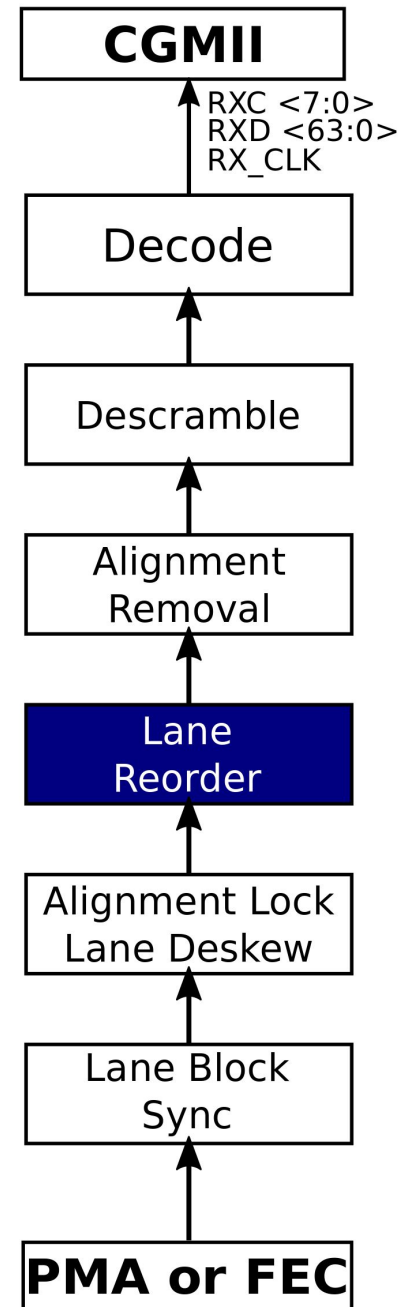 CGMII
RXC <7:0>
RXD <63:0>
RX_CLK
Decode
Descramble
Alignment
Removal
Lane
Reorder
Alignment Lock
Lane Deskew
Lane Block
Sync
PMA or FEC